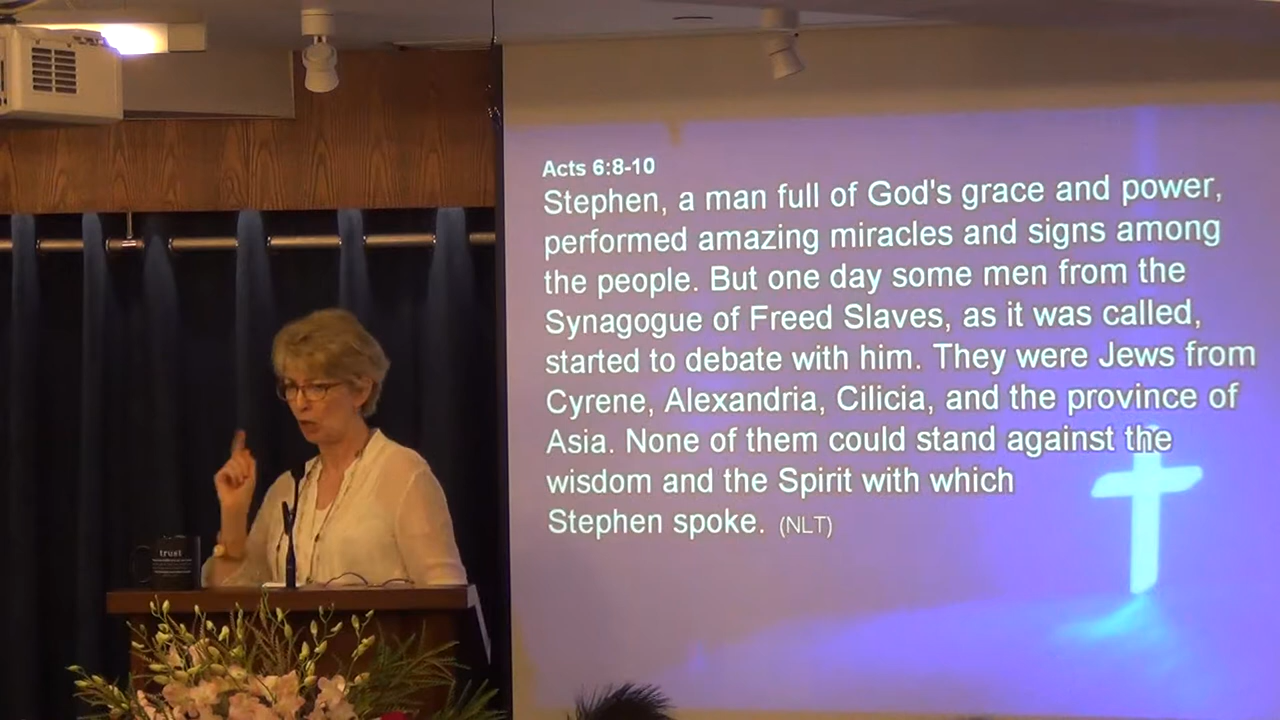 Acts 6:8-10
Stephen, a man full of God's grace and power,
performed amazing miracles and signs among
the people. But one day some men from the
Synagogue of Freed Slaves, as it was called,
started to debate with him. They were Jews from
Cyrene, Alexandria, Cilicia, and the province of
Asia. None of them could stand against the
wisdom and the Spirit with which
Stephen spoke. (NLT)
trust